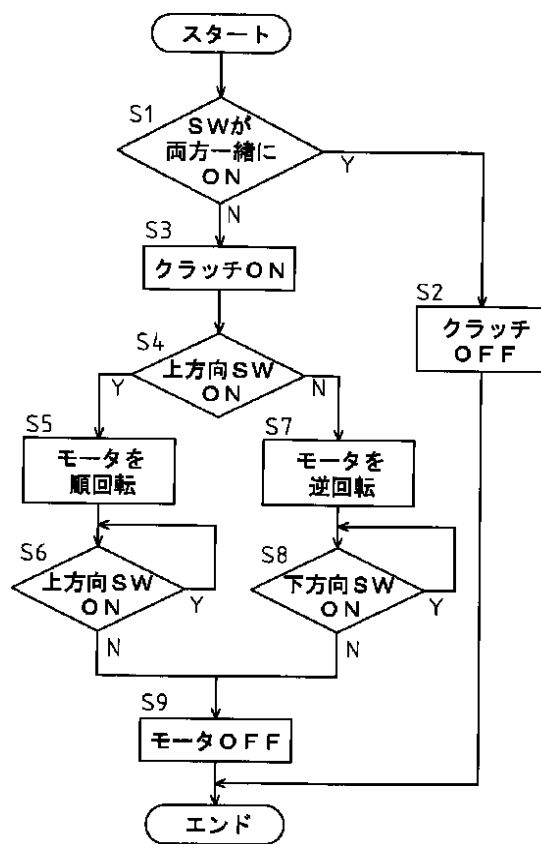 スタート
S1
SWが
両方一緒に
ON
Y
N
S3
クラッチON
S2
クラッチ
OFF
S4
上方向SW
ON
Y
N
S5
モータを
順回転
S7
モータを
逆回転
S6
上方向SW
ON
Y
N
S8
下方向SW
ON
Y
N
S9
モータOFF
エンド